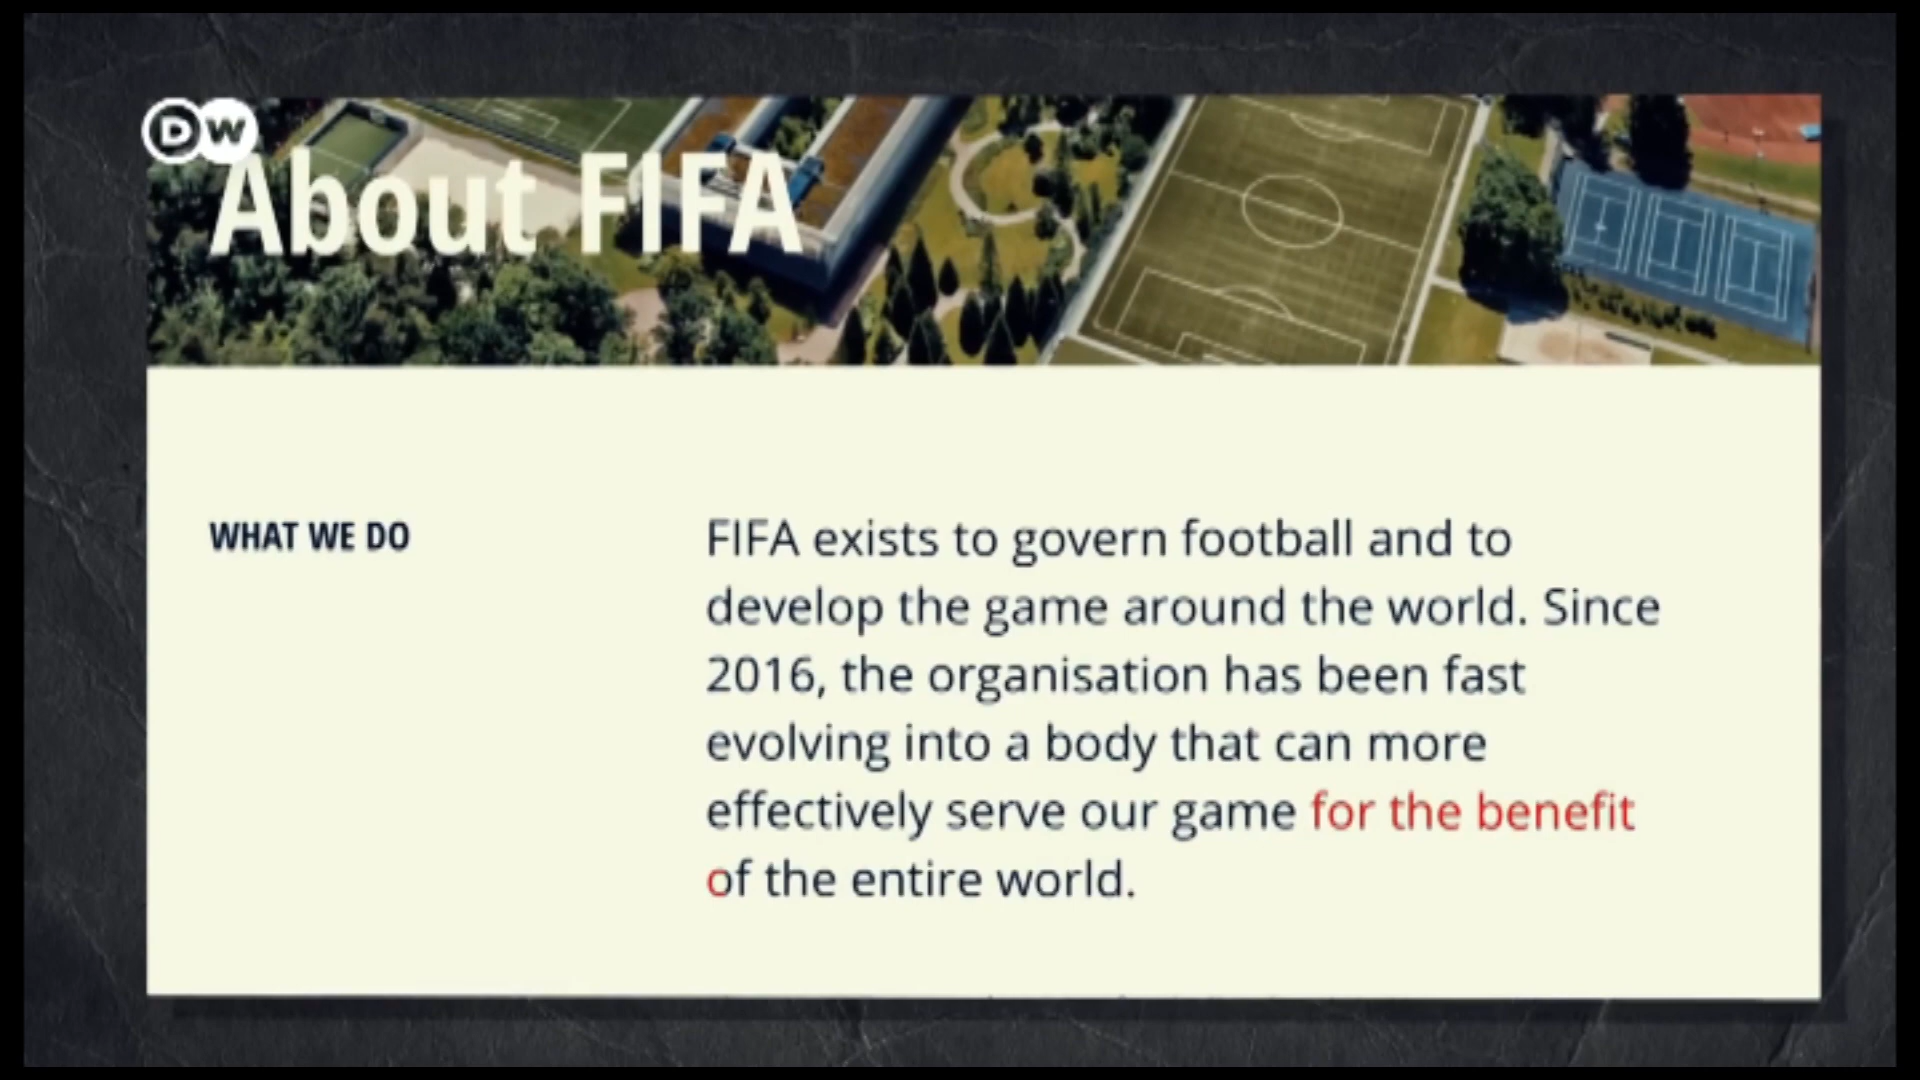 DW
About FIFA
WHAT WE DO
FIFA exists to govern football and to
develop the game around the world. Since
2016, the organisation has been fast
evolving into a body that can more
effectively serve our game for the benefit
of the entire world.